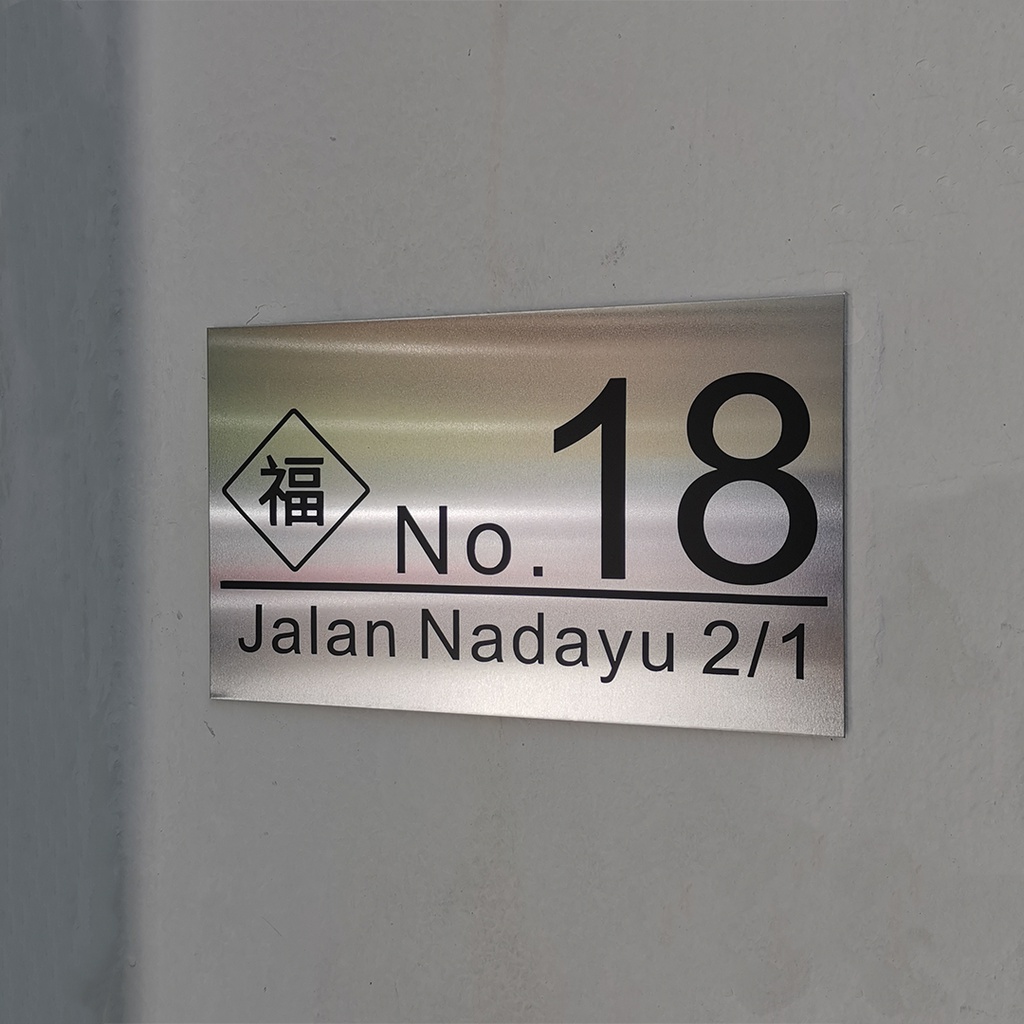 福 No. 18
Jalan Nadayu 2/1